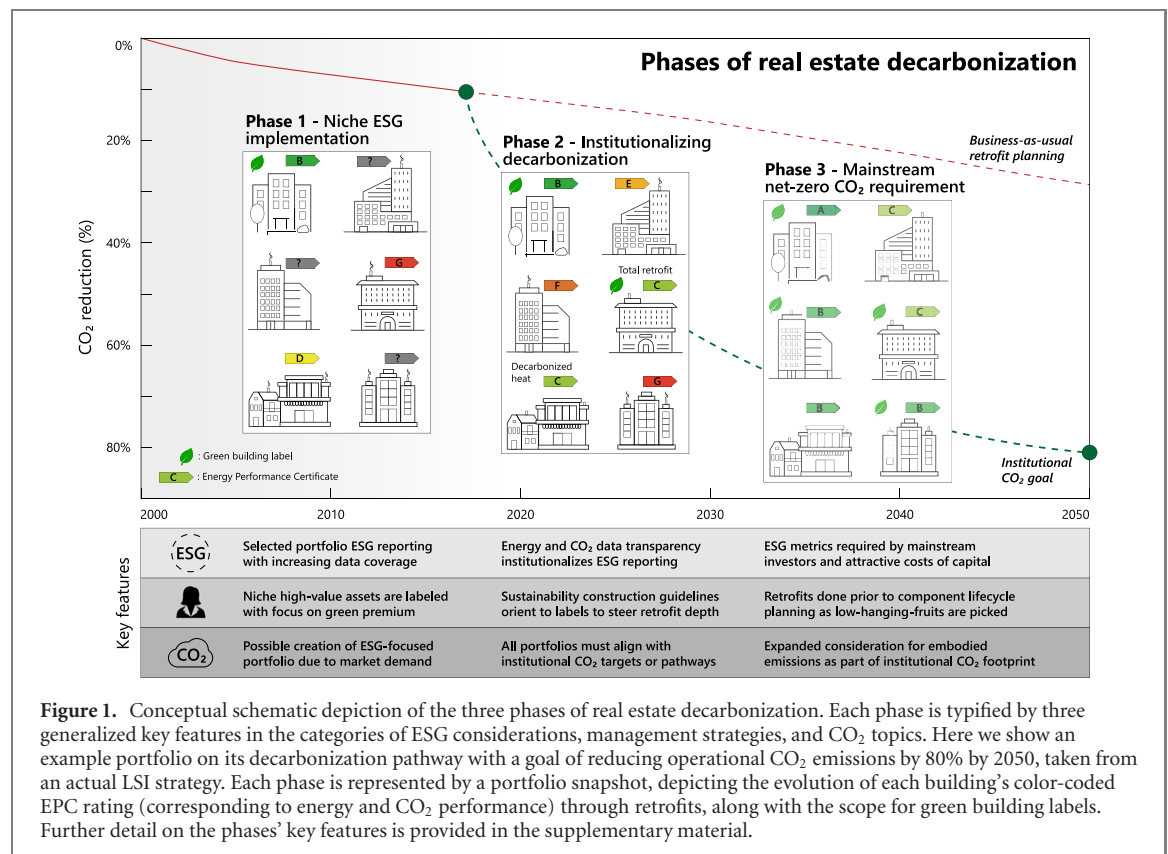 Phases of real estate decarbonization
0%
20%
40%
60%
80%
CO₂ reduction (%)
Business-as-usual
retrofit planning
Phase 1 - Niche ESG
implementation
B
?
?
G
D
?
Phase 2 - Institutionalizing
decarbonization
B
E
Total retrofit
F
C
Decarbonized
heat
C
G
Phase 3 - Mainstream
net-zero CO₂ requirement
A
C
B
C
B
B
: Green building label
C
: Energy Performance Certificate
Institutional
CO₂ goal
2000
2010
2020
2030
2040
2050
Key features
ESG
Selected portfolio ESG reporting
with increasing data coverage
Energy and CO₂ data transparency
institutionalizes ESG reporting
ESG metrics required by mainstream
investors and attractive costs of capital
Niche high-value assets are labeled
with focus on green premium
Sustainability construction guidelines
orient to labels to steer retrofit depth
Retrofits done prior to component lifecycle
planning as low-hanging-fruits are picked
CO₂
Possible creation of ESG-focused
portfolio due to market demand
All portfolios must align with
institutional CO₂ targets or pathways
Expanded consideration for embodied
emissions as part of institutional CO₂ footprint
Figure 1. Conceptual schematic depiction of the three phases of real estate decarbonization. Each phase is typified by three
generalized key features in the categories of ESG considerations, management strategies, and CO₂ topics. Here we show an
example portfolio on its decarbonization pathway with a goal of reducing operational CO₂ emissions by 80% by 2050, taken from
an actual LSI strategy. Each phase is represented by a portfolio snapshot, depicting the evolution of each building's color-coded
EPC rating (corresponding to energy and CO₂ performance) through retrofits, along with the scope for green building labels.
Further detail on the phases' key features is provided in the supplementary material.